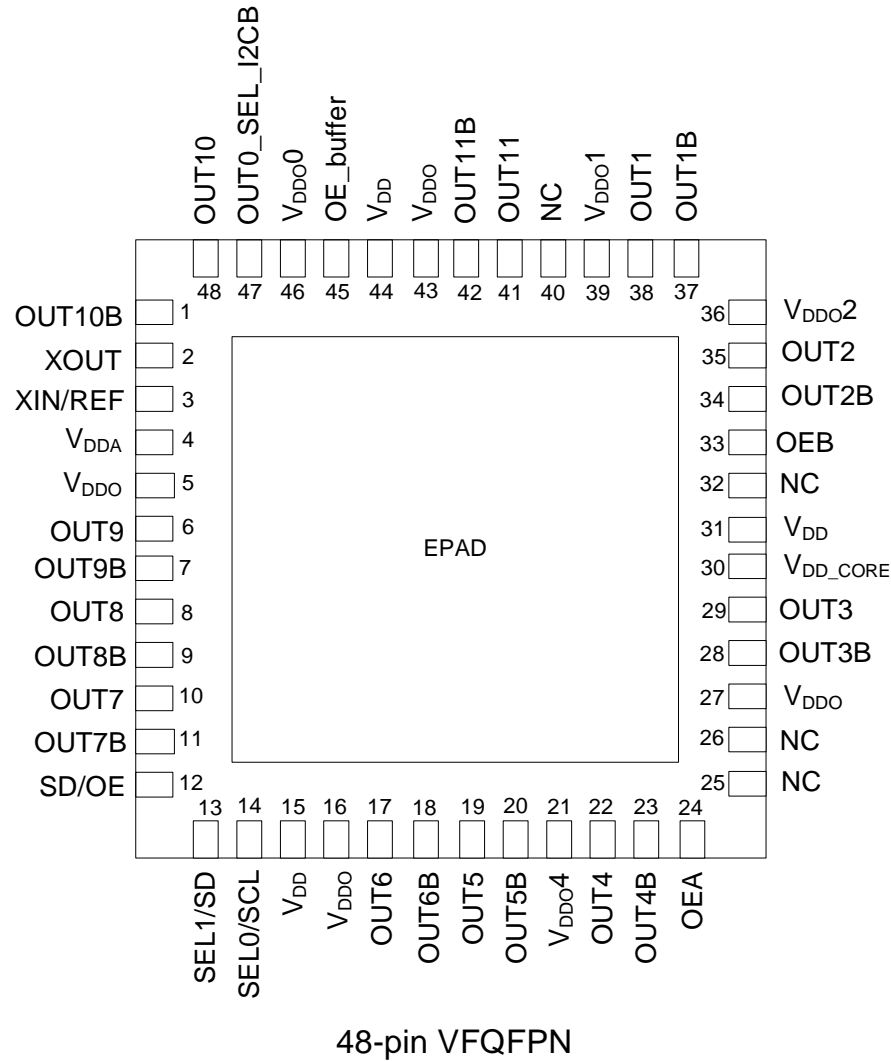 OUT10
OUT0_SEL_I2CB
VDDO0
OE_buffer
VDD
VDDO
OUT11B
OUT11
NC
VDDO1
OUT1
OUT1B
48
47
46
45
44
43
42
41
40
39
38
37
OUT10B 1
XOUT 2
XIN/REF 3
VDDA 4
VDDO 5
OUT9 6
OUT9B 7
OUT8 8
OUT8B 9
OUT7 10
OUT7B 11
SD/OE 12
EPAD
36 VDDO2
35 OUT2
34 OUT2B
33 OEB
32 NC
31 VDD
30 VDD_CORE
29 OUT3
28 OUT3B
27 VDDO
26 NC
25 NC
13
14
15
16
17
18
19
20
21
22
23
24
SEL1/SD
SEL0/SCL
VDD
VDDO
OUT6
OUT6B
OUT5
OUT5B
VDDO4
OUT4
OUT4B
OEA
48-pin VFQFPN